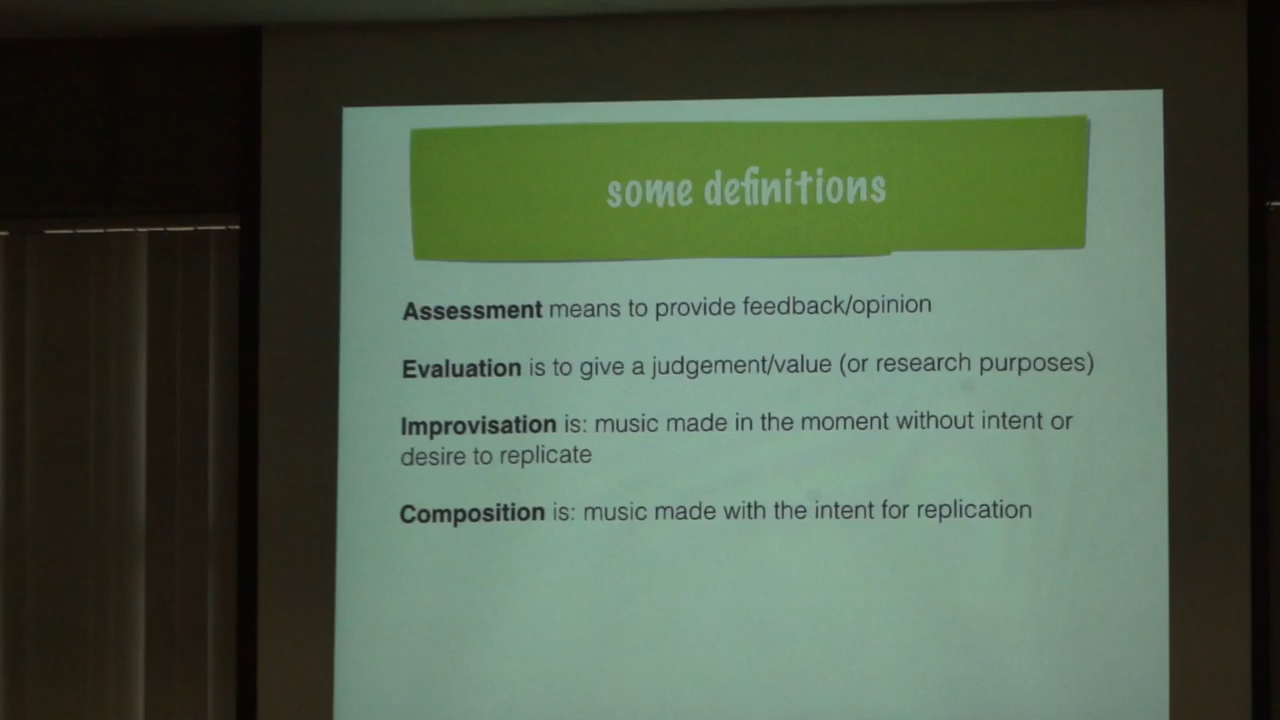 some definitions
Assessment means to provide feedback/opinion
Evaluation is to give a judgement/value (or research purposes)
Improvisation is: music made in the moment without intent or
desire to replicate
Composition is: music made with the intent for replication